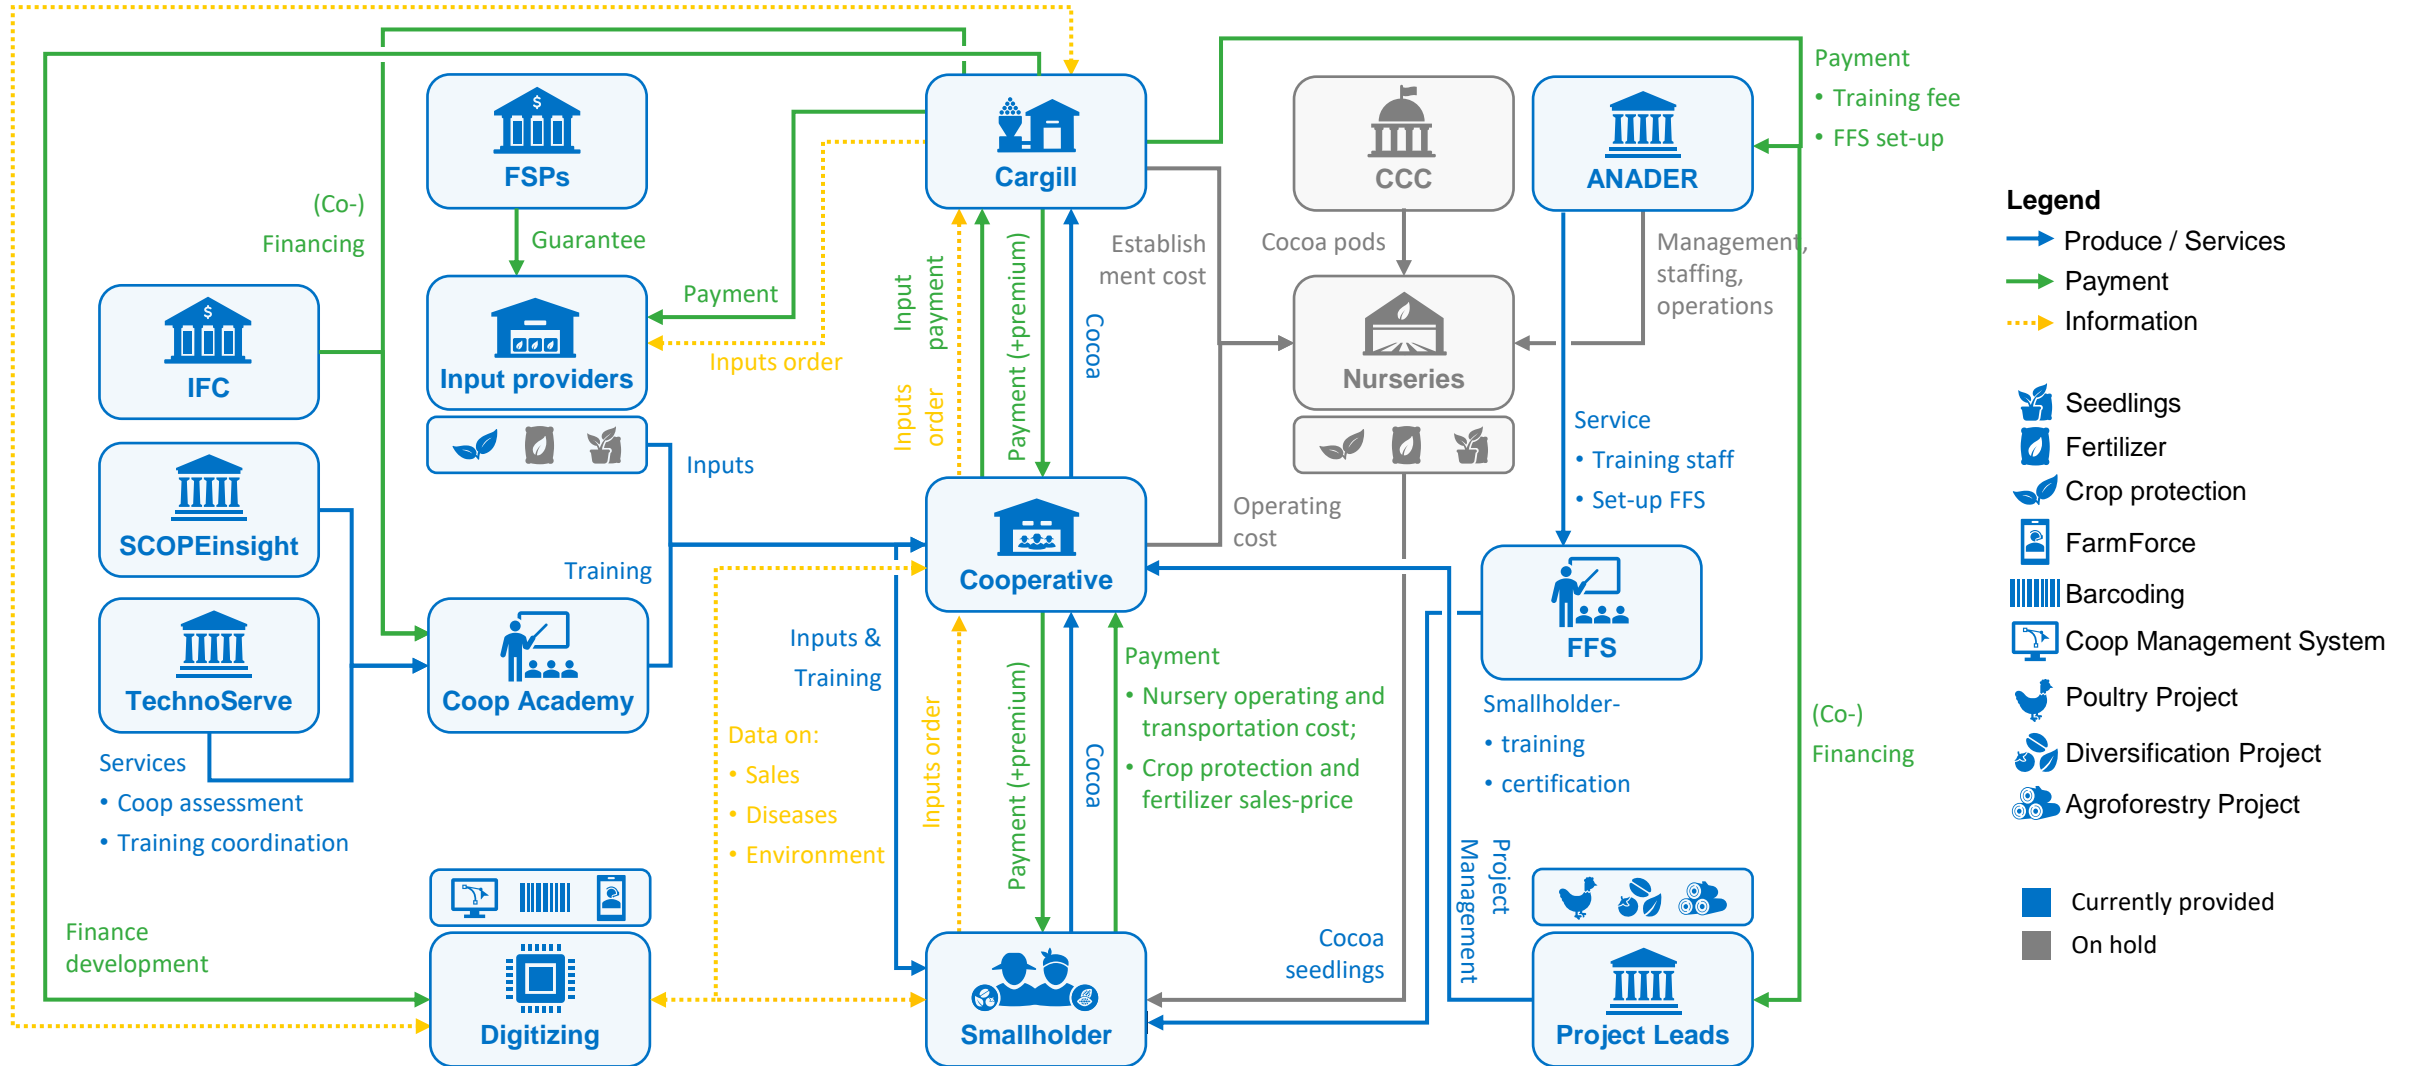 Payment
• Training fee
• FFS set-up
FSPs
Cargill
CCC
ANADER
Legend
Produce / Services
Payment
Information
(Co-)
Financing
Guarantee
Input
payment
Payment (+premium)
Cocoa
Establish
ment cost
Cocoa pods
Management,
staffing,
operations
IFC
Input providers
Payment
Inputs order
Inputs
order
Nurseries
Seedlings
Fertilizer
Crop protection
FarmForce
Barcoding
Coop Management System
Poultry Project
Diversification Project
Agroforestry Project
Inputs
Service
• Training staff
• Set-up FFS
SCOPEinsight
Training
Cooperative
Operating
cost
TechnoServe
Coop Academy
Inputs &
Training
FFS
Services
• Coop assessment
• Training coordination
Data on:
• Sales
• Diseases
• Environment
Inputs order
Payment (+premium)
Cocoa
Payment
• Nursery operating and
transportation cost;
• Crop protection and
fertilizer sales-price
Smallholder-
• training
• certification
(Co-)
Financing
Project
Management
Finance
development
Cocoa
seedlings
Digitizing
Smallholder
Project Leads
Currently provided
On hold